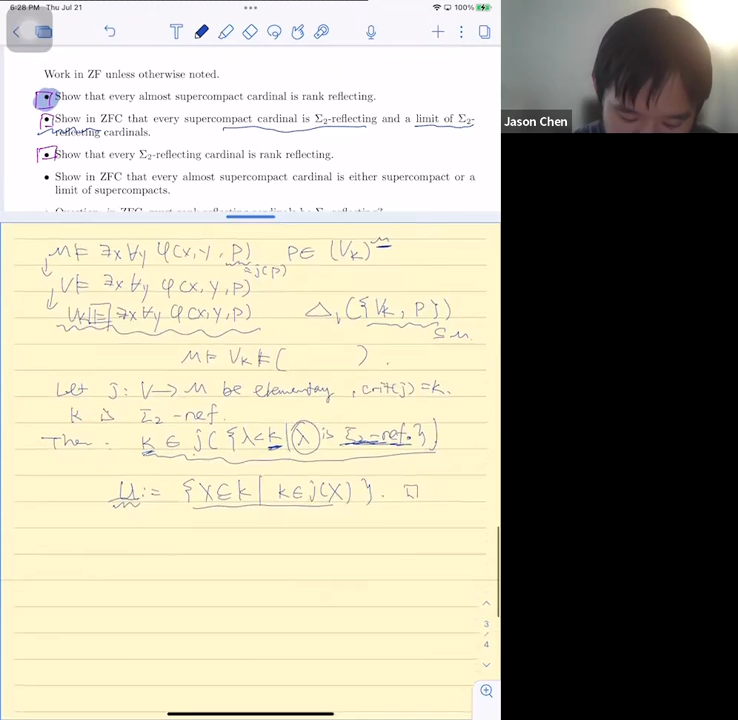 6:28 PM Thu Jul 21
100%
Work in ZF unless otherwise noted.
• Show that every almost supercompact cardinal is rank reflecting.
• Show in ZFC that every supercompact cardinal is Σ₂-reflecting and a limit of Σ₂-
reflecting cardinals.
• Show that every Σ₂-reflecting cardinal is rank reflecting.
• Show in ZFC that every almost supercompact cardinal is either supercompact or a
limit of supercompacts.
Jason Chen
M ⊨ ∃x ∀y φ(x, y, p) p ∈ (V_κ)^M
= j(p)
V ⊨ ∃x ∀y φ(x, y, p)
V_κ ⊨ ∃x ∀y φ(x, y, p) Δ₁({V_κ, p})
⊆ M.
M ⊨ V_κ ⊨ ( ).
Let j: V → M be elementary, crit(j) = κ.
κ is Σ₂-ref.
Then κ ∈ j({λ < κ | λ is Σ₂-ref.})
U := {X ⊆ κ | κ ∈ j(X)}. □
3
/
4